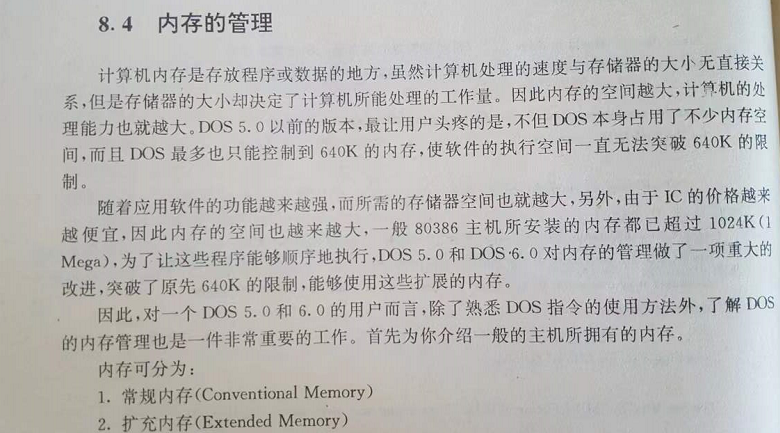 8.4 内存的管理
计算机内存是存放程序或数据的地方,虽然计算机处理的速度与存储器的大小无直接关
系,但是存储器的大小却决定了计算机所能处理的工作量。因此内存的空间越大,计算机的处
理能力也就越大。DOS 5.0 以前的版本,最让用户头疼的是,不但 DOS 本身占用了不少内存空
间,而且 DOS 最多也只能控制到 640K 的内存,使软件的执行空间一直无法突破 640K 的限
制。
随着应用软件的功能越来越强,而所需的存储器空间也就越大,另外,由于 IC 的价格越来
越便宜,因此内存的空间也越来越大,一般 80386 主机所安装的内存都已超过 1024K(1
Mega),为了让这些程序能够顺序地执行,DOS 5.0 和 DOS 6.0 对内存的管理做了一项重大的
改进,突破了原先 640K 的限制,能够使用这些扩展的内存。
因此,对一个 DOS 5.0 和 6.0 的用户而言,除了熟悉 DOS 指令的使用方法外,了解 DOS
的内存管理也是一件非常重要的工作。首先为你介绍一般的主机所拥有的内存。
内存可分为:
1. 常规内存(Conventional Memory)
2. 扩充内存(Extended Memory)